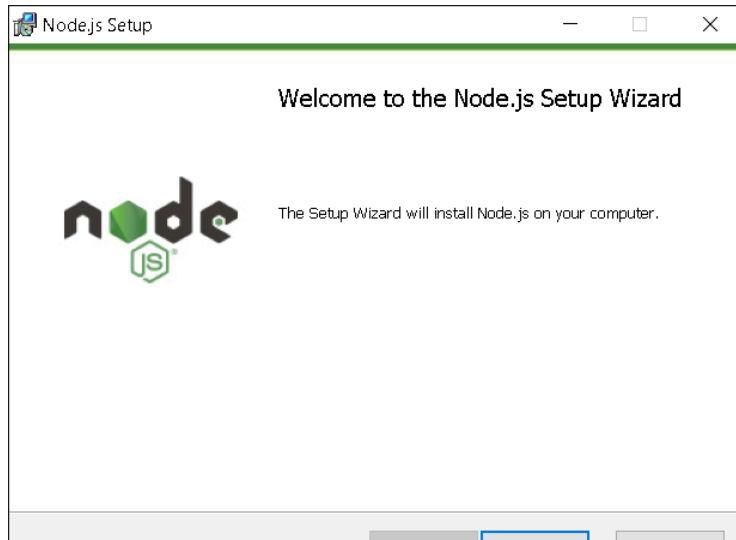 Node.js Setup
Welcome to the Node.js Setup Wizard
node
JS
The Setup Wizard will install Node.js on your computer.